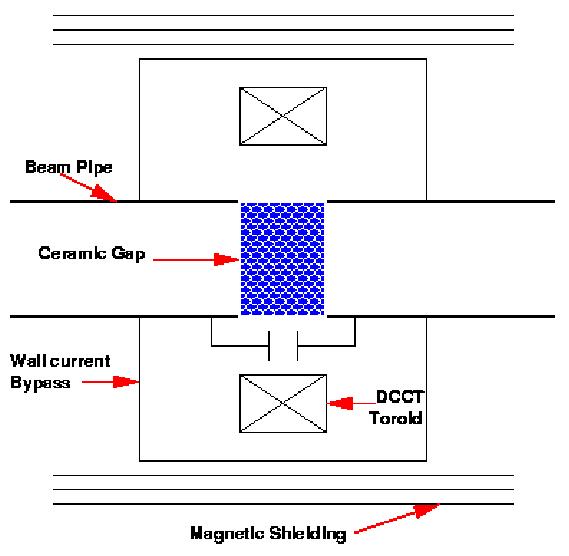 Beam Pipe
Ceramic Gap
Wall current
Bypass
DCCT
Toroid
Magnetic Shielding